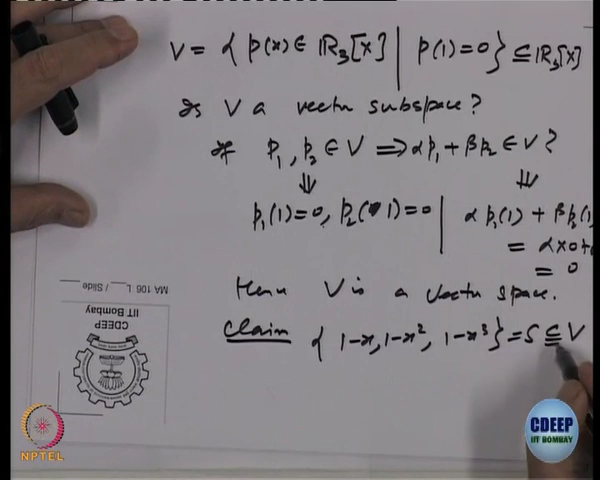 V = { p(x) ∈ ℝ₃[x] | p(1) = 0 } ⊆ ℝ₃[x]
Is V a vector subspace?
If p₁, p₂ ∈ V ⟹ αp₁ + βp₂ ∈ V?
⇓ ⇓
p₁(1) = 0, p₂(1) = 0 | αp₁(1) + βp₂(1)
= α×0+
= 0
Hence V is a vector space.
Claim { 1-x, 1-x², 1-x³ } = S ⊆ V
MA 106 L___ / Slide
CDEEP
IIT Bombay
NPTEL
CDEEP
IIT BOMBAY